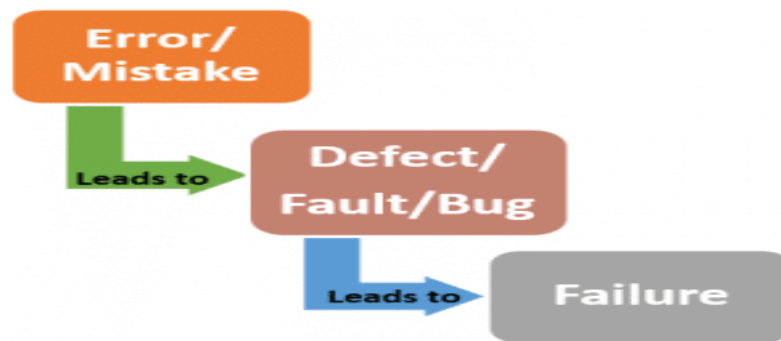 Error/
Mistake
Leads to
Defect/
Fault/Bug
Leads to
Failure